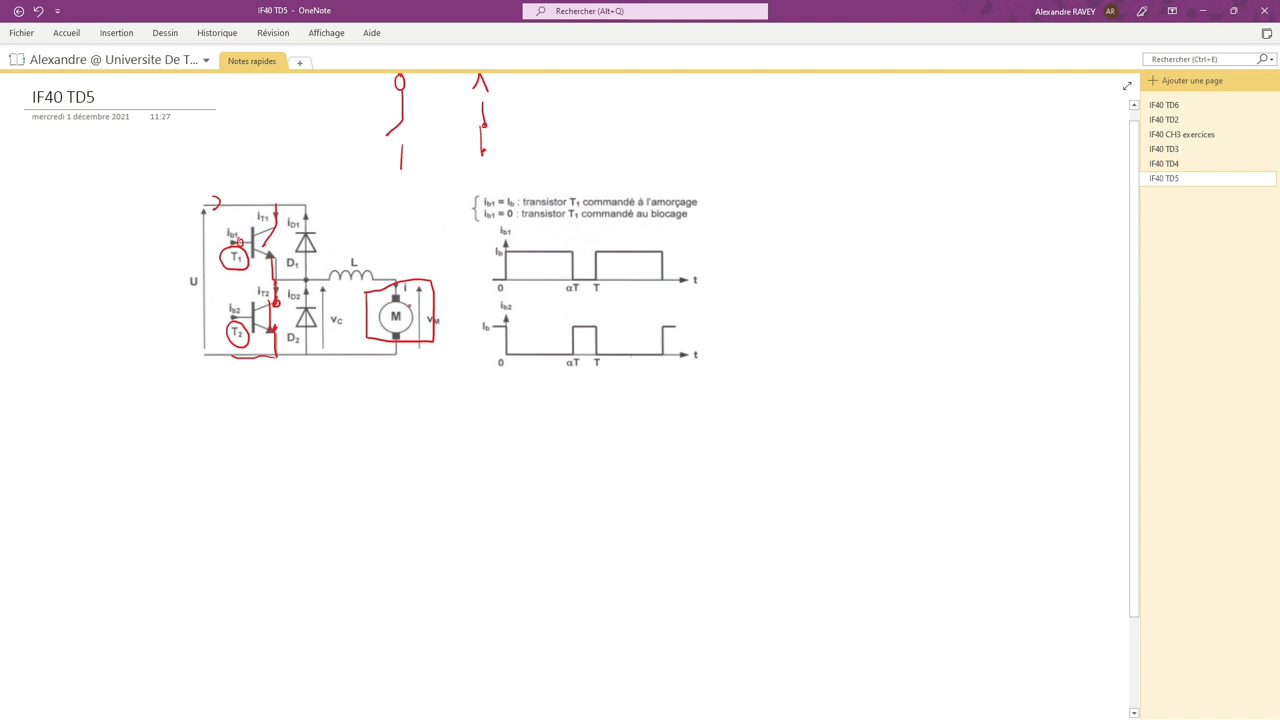 IF40 TD5 - OneNote
Rechercher (Alt+Q)
Alexandre RAVEY
AR
Fichier
Accueil
Insertion
Dessin
Historique
Révision
Affichage
Aide
Alexandre @ Universite De T...
Notes rapides
Rechercher (Ctrl+E)
Ajouter une page
IF40 TD6
IF40 TD2
IF40 CH3 exercices
IF40 TD3
IF40 TD4
IF40 TD5
IF40 TD5
mercredi 1 décembre 2021
11:27
0
1
ib1 = Ib : transistor T1 commandé à l'amorçage
ib1 = 0 : transistor T1 commandé au blocage
U
iT1
iD1
ib1
T1
D1
L
i
iT2
iD2
ib2
T2
D2
vC
M
vM
ib1
Ib
0
αT
T
t
ib2
Ib
0
αT
T
t